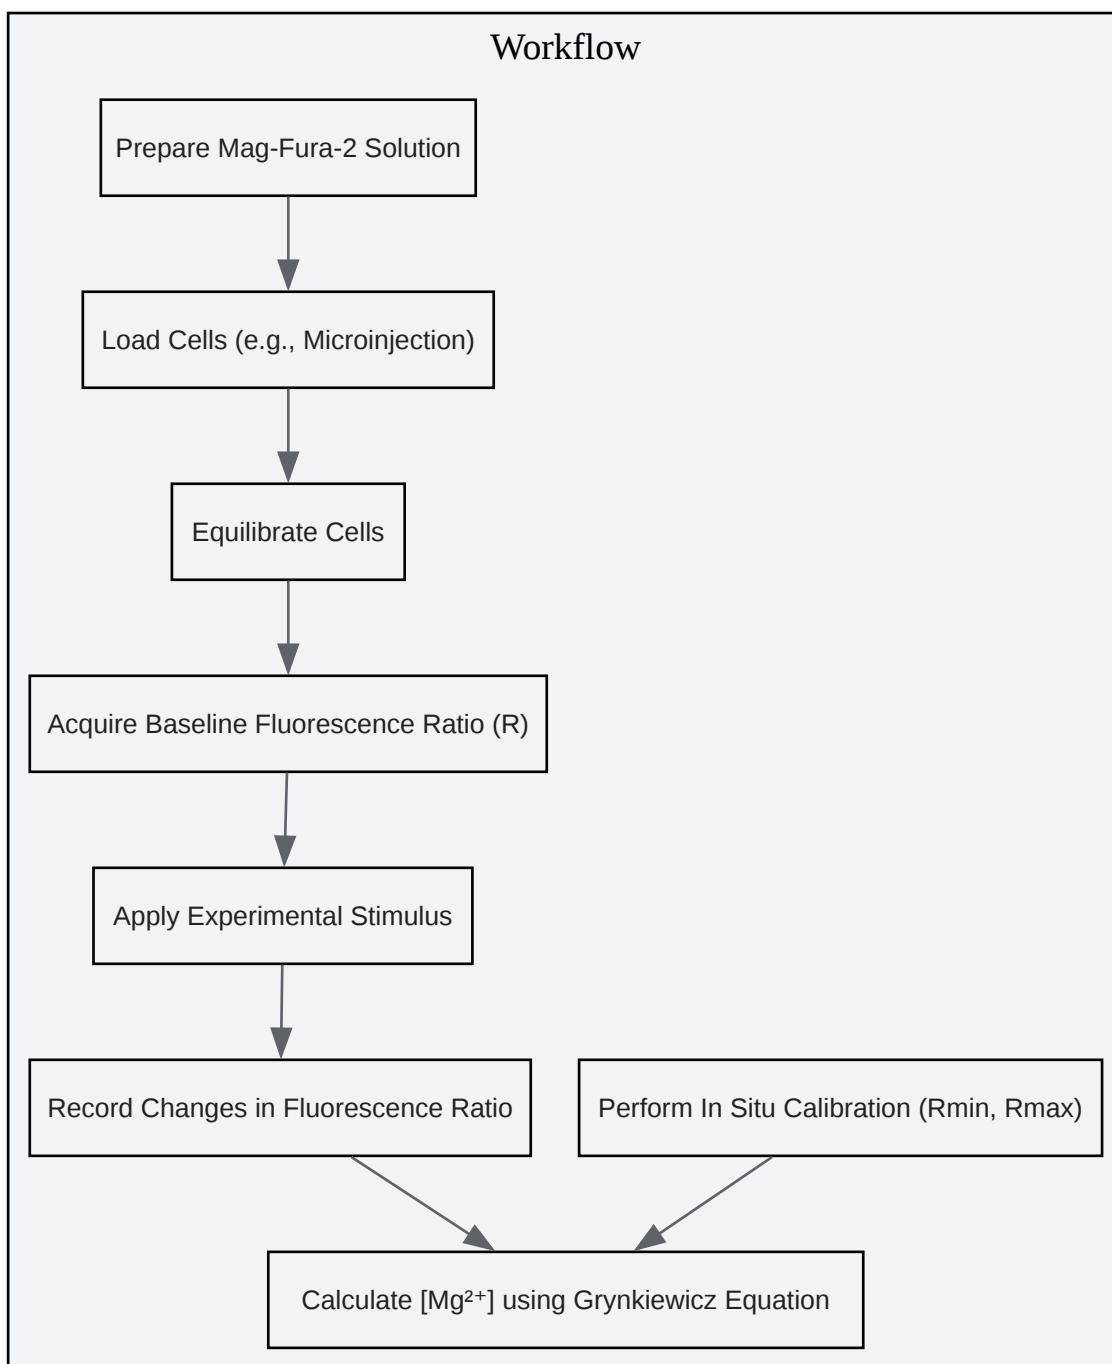 Workflow
Prepare Mag-Fura-2 Solution
Load Cells (e.g., Microinjection)
Equilibrate Cells
Acquire Baseline Fluorescence Ratio (R)
Apply Experimental Stimulus
Record Changes in Fluorescence Ratio
Perform In Situ Calibration (Rmin, Rmax)
Calculate [Mg²⁺] using Grynkiewicz Equation